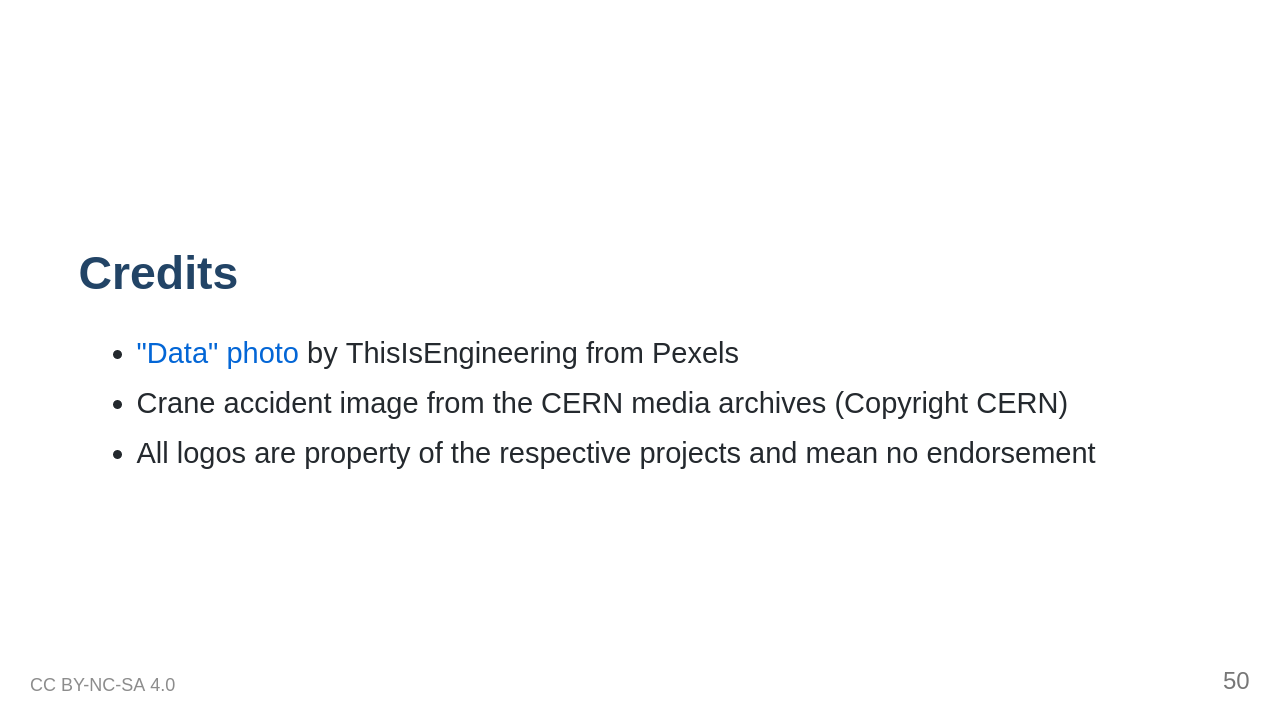 Credits
"Data" photo by ThisIsEngineering from Pexels
Crane accident image from the CERN media archives (Copyright CERN)
All logos are property of the respective projects and mean no endorsement
CC BY-NC-SA 4.0
50